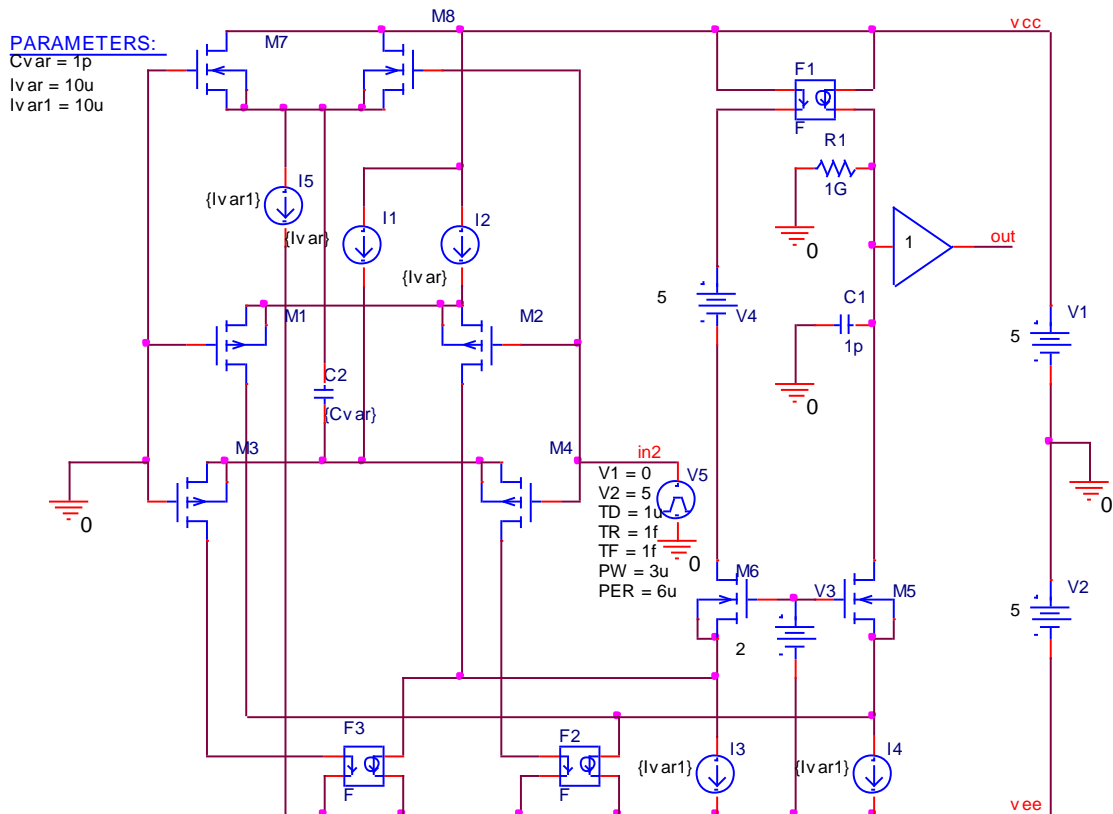 M8
vcc
PARAMETERS:
M7
Cvar = 1p
Ivar = 10u
Ivar1 = 10u
F1
F
R1
1G
0
I5
{Ivar1}
I1
{Ivar}
I2
{Ivar}
1
out
5
V4
C1
1p
0
V1
5
M1
M2
C2
{Cvar}
M3
M4
in2
V5
V1 = 0
V2 = 5
TD = 1u
TR = 1f
TF = 1f
PW = 3u
PER = 6u
0
0
0
M6
V3
M5
2
V2
5
F3
F
F2
F
I3
{Ivar1}
I4
{Ivar1}
vee